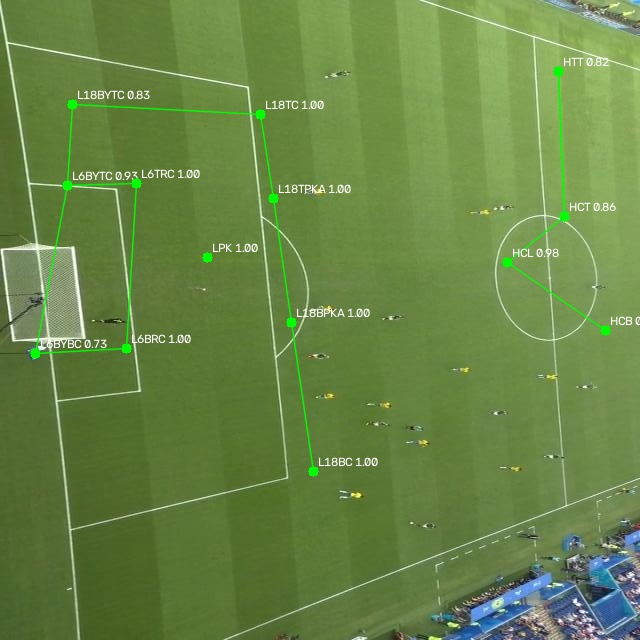 HTT 0.82
L18BYTC 0.83
L18TC 1.00
L6BYTC 0.93
L6TRC 1.00
L18TPKA 1.00
HCT 0.86
LPK 1.00
HCL 0.98
L18BPKA 1.00
HCB 0
L6BYBC 0.73
L6BRC 1.00
L18BC 1.00